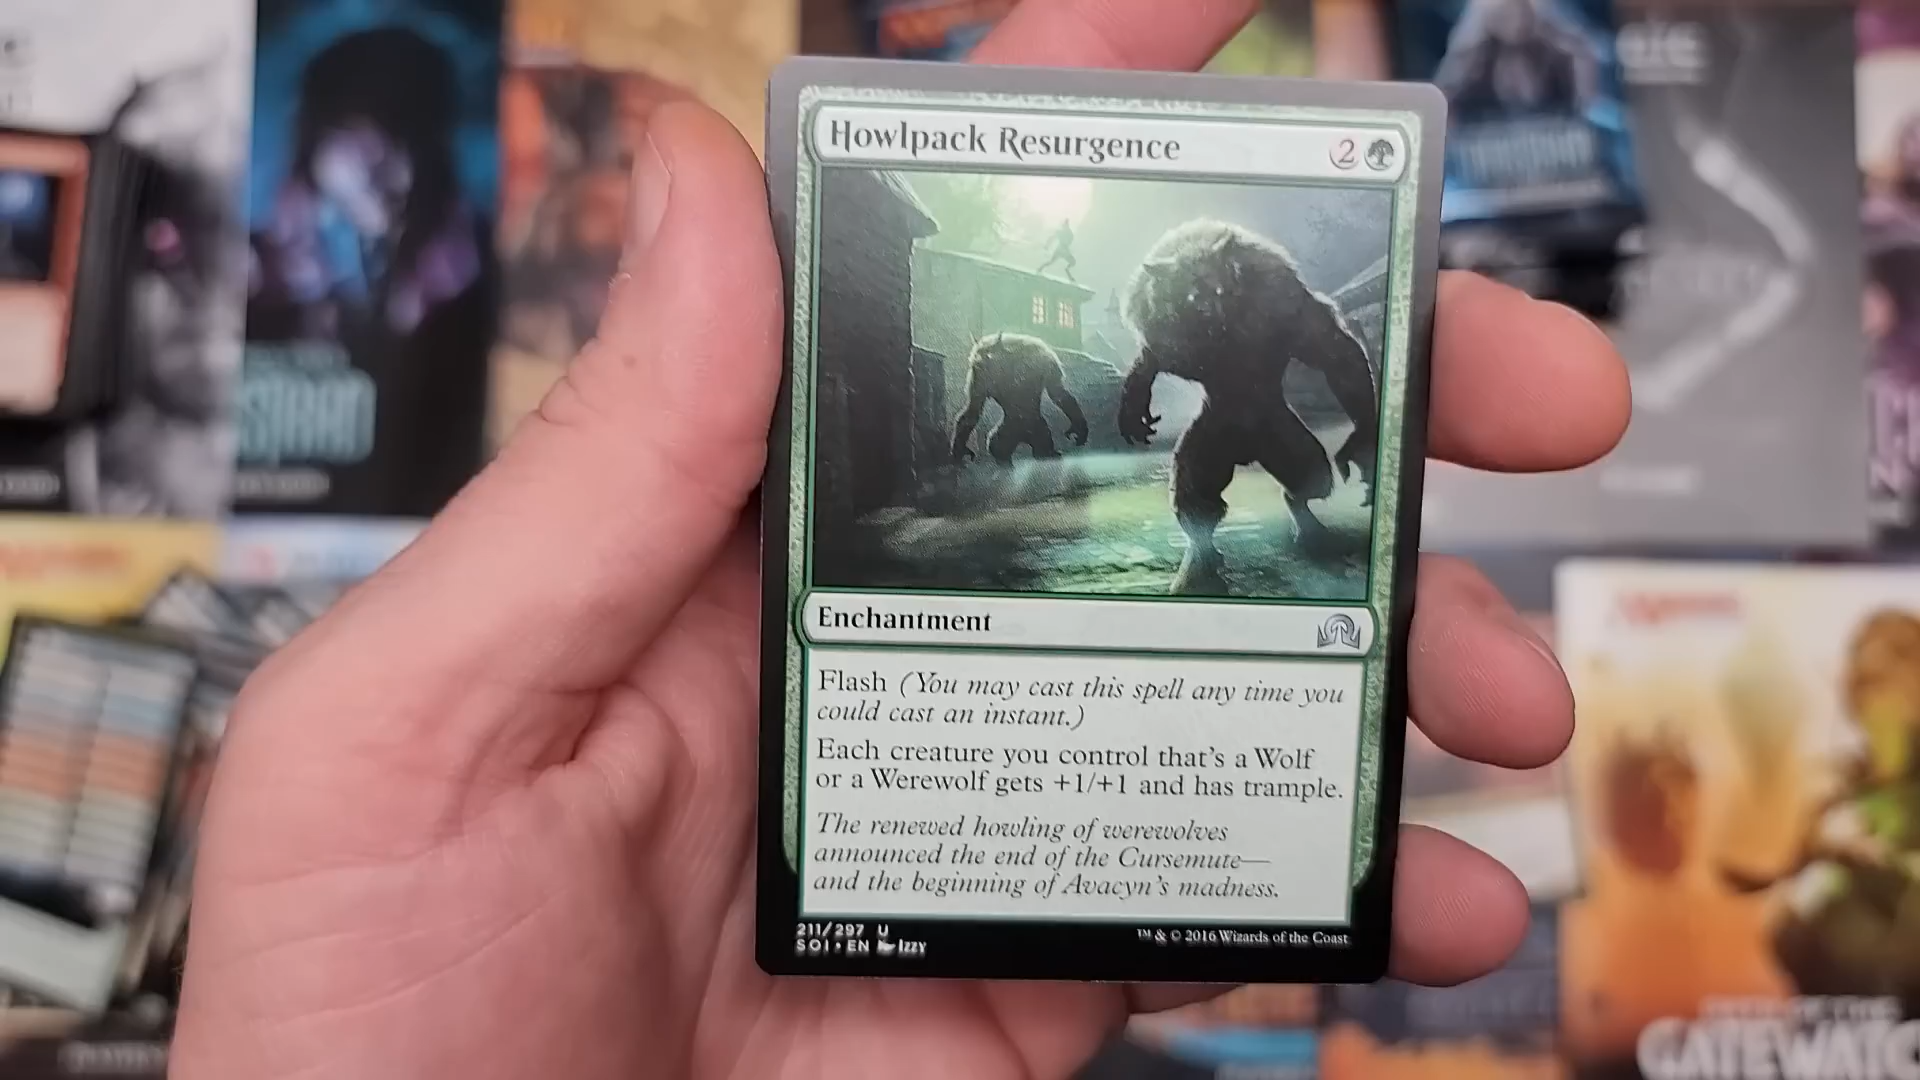 Howlpack Resurgence 2
Enchantment
Flash (You may cast this spell any time you
could cast an instant.)
Each creature you control that's a Wolf
or a Werewolf gets +1/+1 and has trample.
The renewed howling of werewolves
announced the end of the Cursemute—
and the beginning of Avacyn's madness.
211/297 U
SOI • EN Izzy
™ & © 2016 Wizards of the Coast
GATEWATC